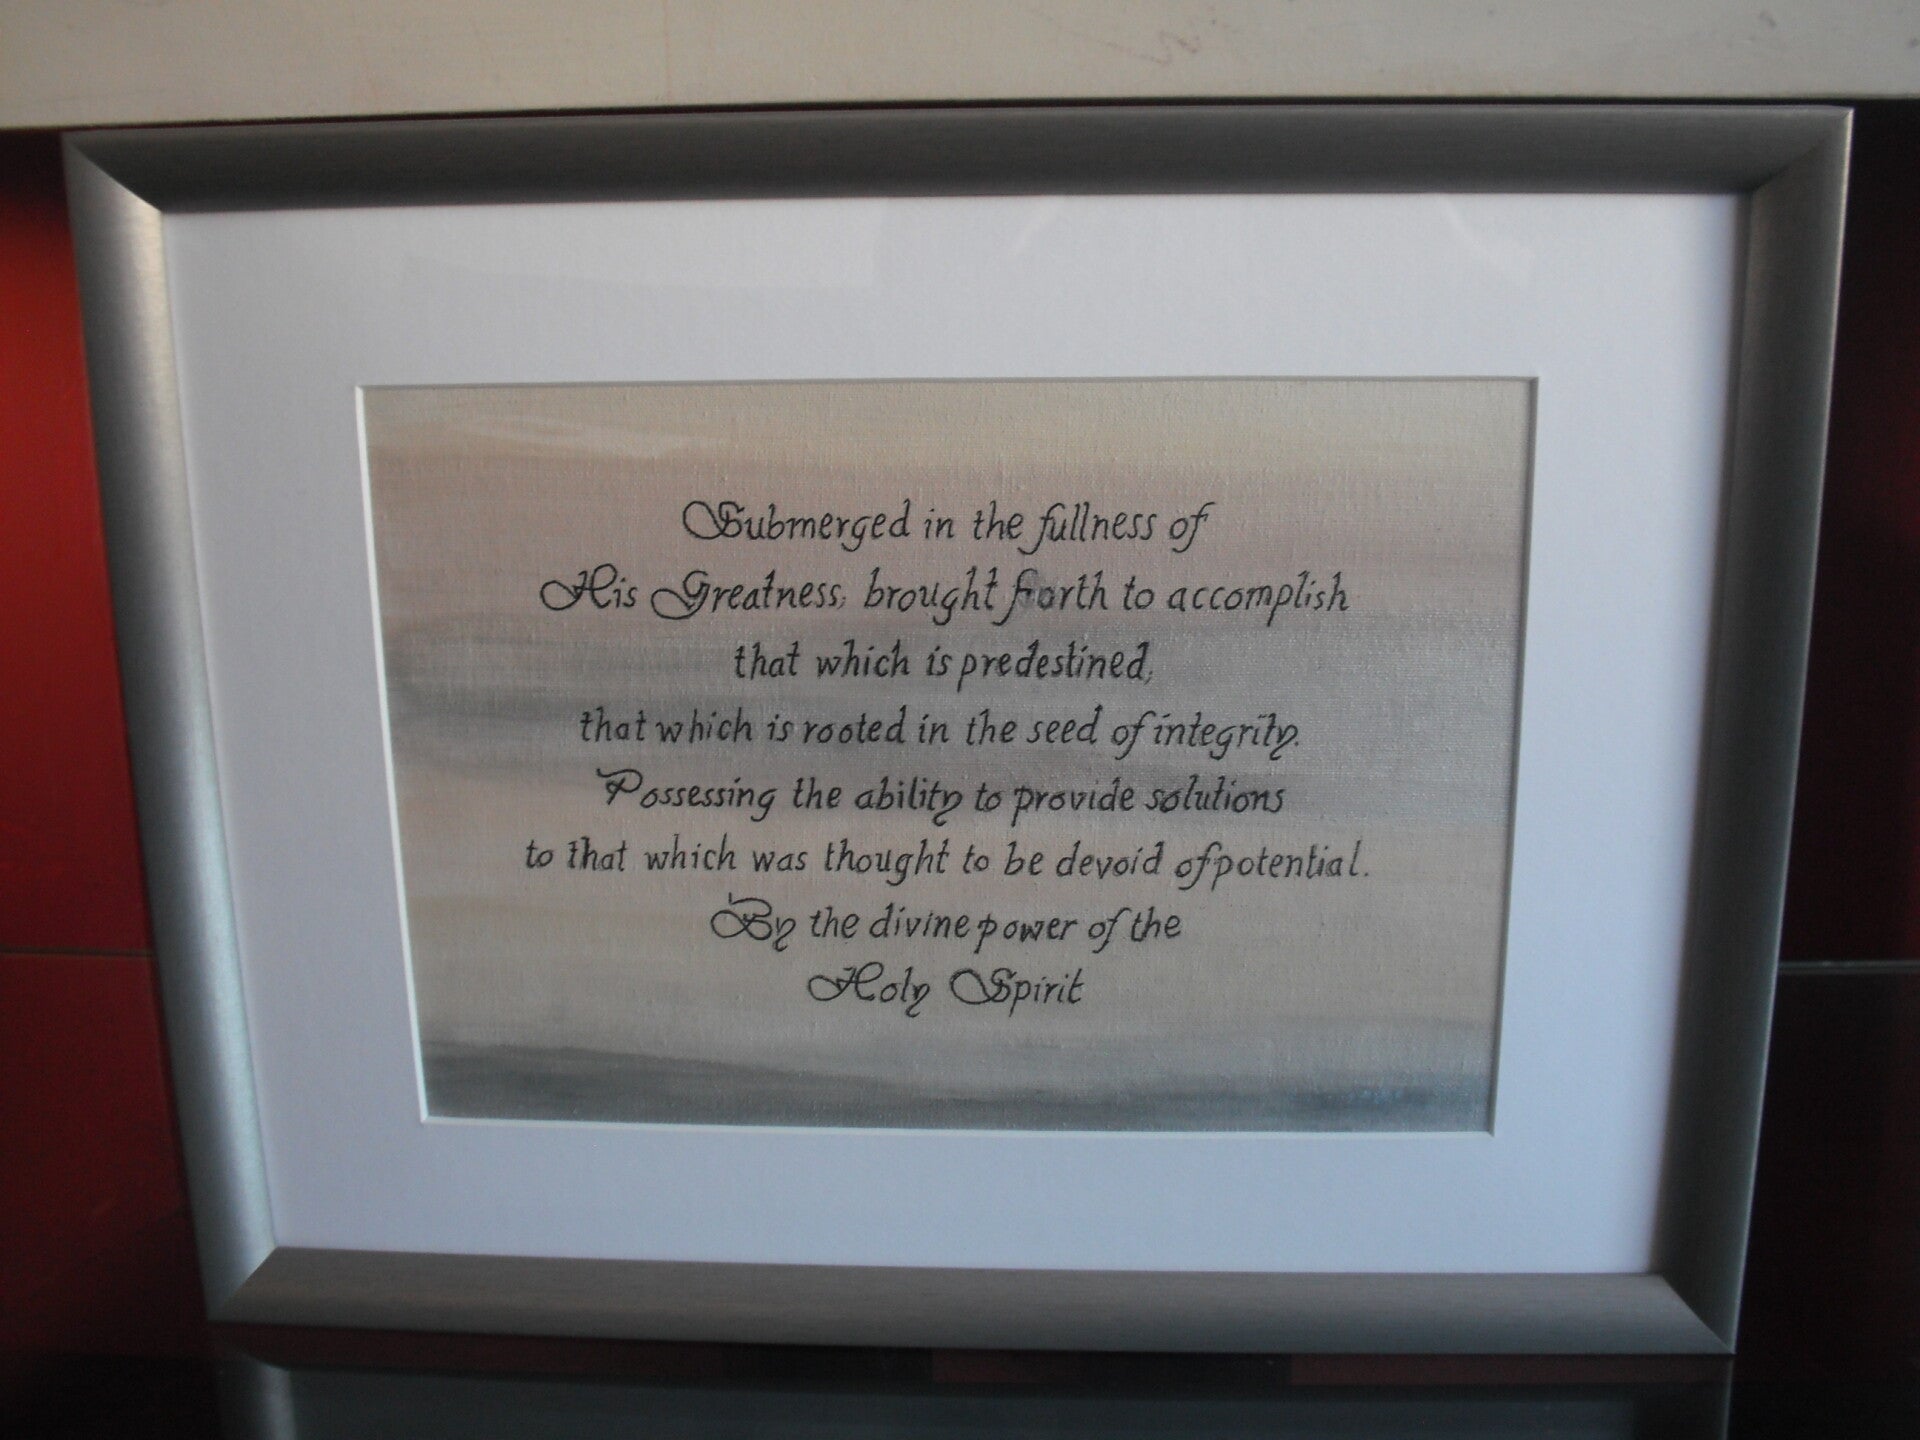 Submerged in the fullness of
His Greatness, brought forth to accomplish
that which is predestined,
that which is rooted in the seed of integrity.
Possessing the ability to provide solutions
to that which was thought to be devoid of potential.
By the divine power of the
Holy Spirit